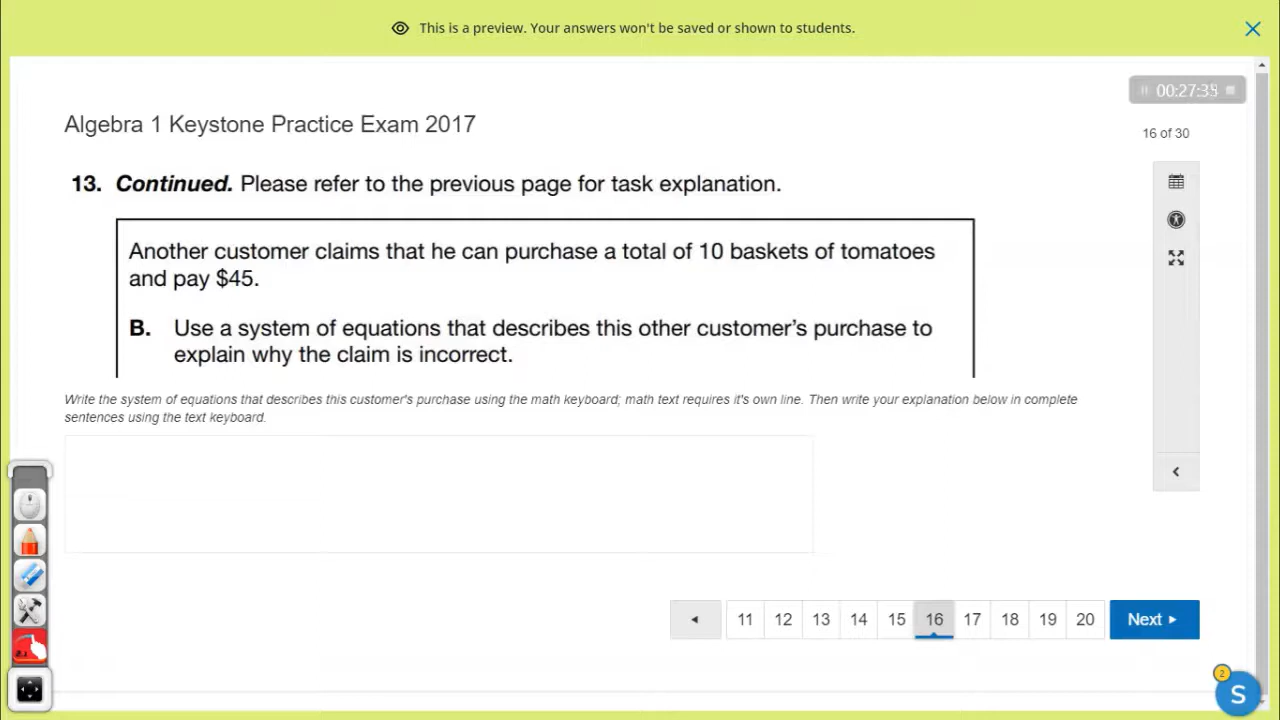 This is a preview. Your answers won't be saved or shown to students.
00:27:35
Algebra 1 Keystone Practice Exam 2017
16 of 30
13. Continued. Please refer to the previous page for task explanation.
Another customer claims that he can purchase a total of 10 baskets of tomatoes
and pay $45.
B. Use a system of equations that describes this other customer's purchase to
explain why the claim is incorrect.
Write the system of equations that describes this customer's purchase using the math keyboard; math text requires it's own line. Then write your explanation below in complete
sentences using the text keyboard.
◄ 11 12 13 14 15 16 17 18 19 20 Next ►
2
S